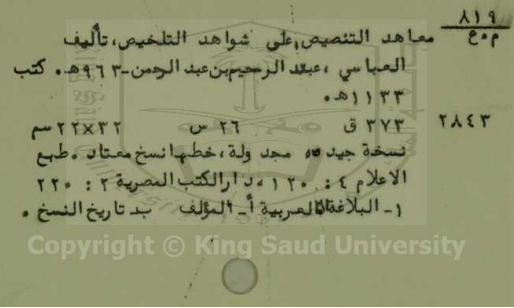 ٨١٩
م٠ع معاهد التنصيص على شواهد التلخيص، تأليف
العباسي، عبد الرحيم بن عبد الرحمن-٩٦٣هـ. كتب
١١٣٣هـ.
٢٨٤٣ ٣٧٣ ق ٢٦ س ٣٢×٢٢ سم
نسخة جيدة، مجدولة، خطها نسخ معتاد. طبع
الاعلام ٤: ١٢٠، دار الكتب المصرية ٢: ٢٢٠
١- البلاغة العربية أ- المؤلف ب- تاريخ النسخ.
Copyright © King Saud University